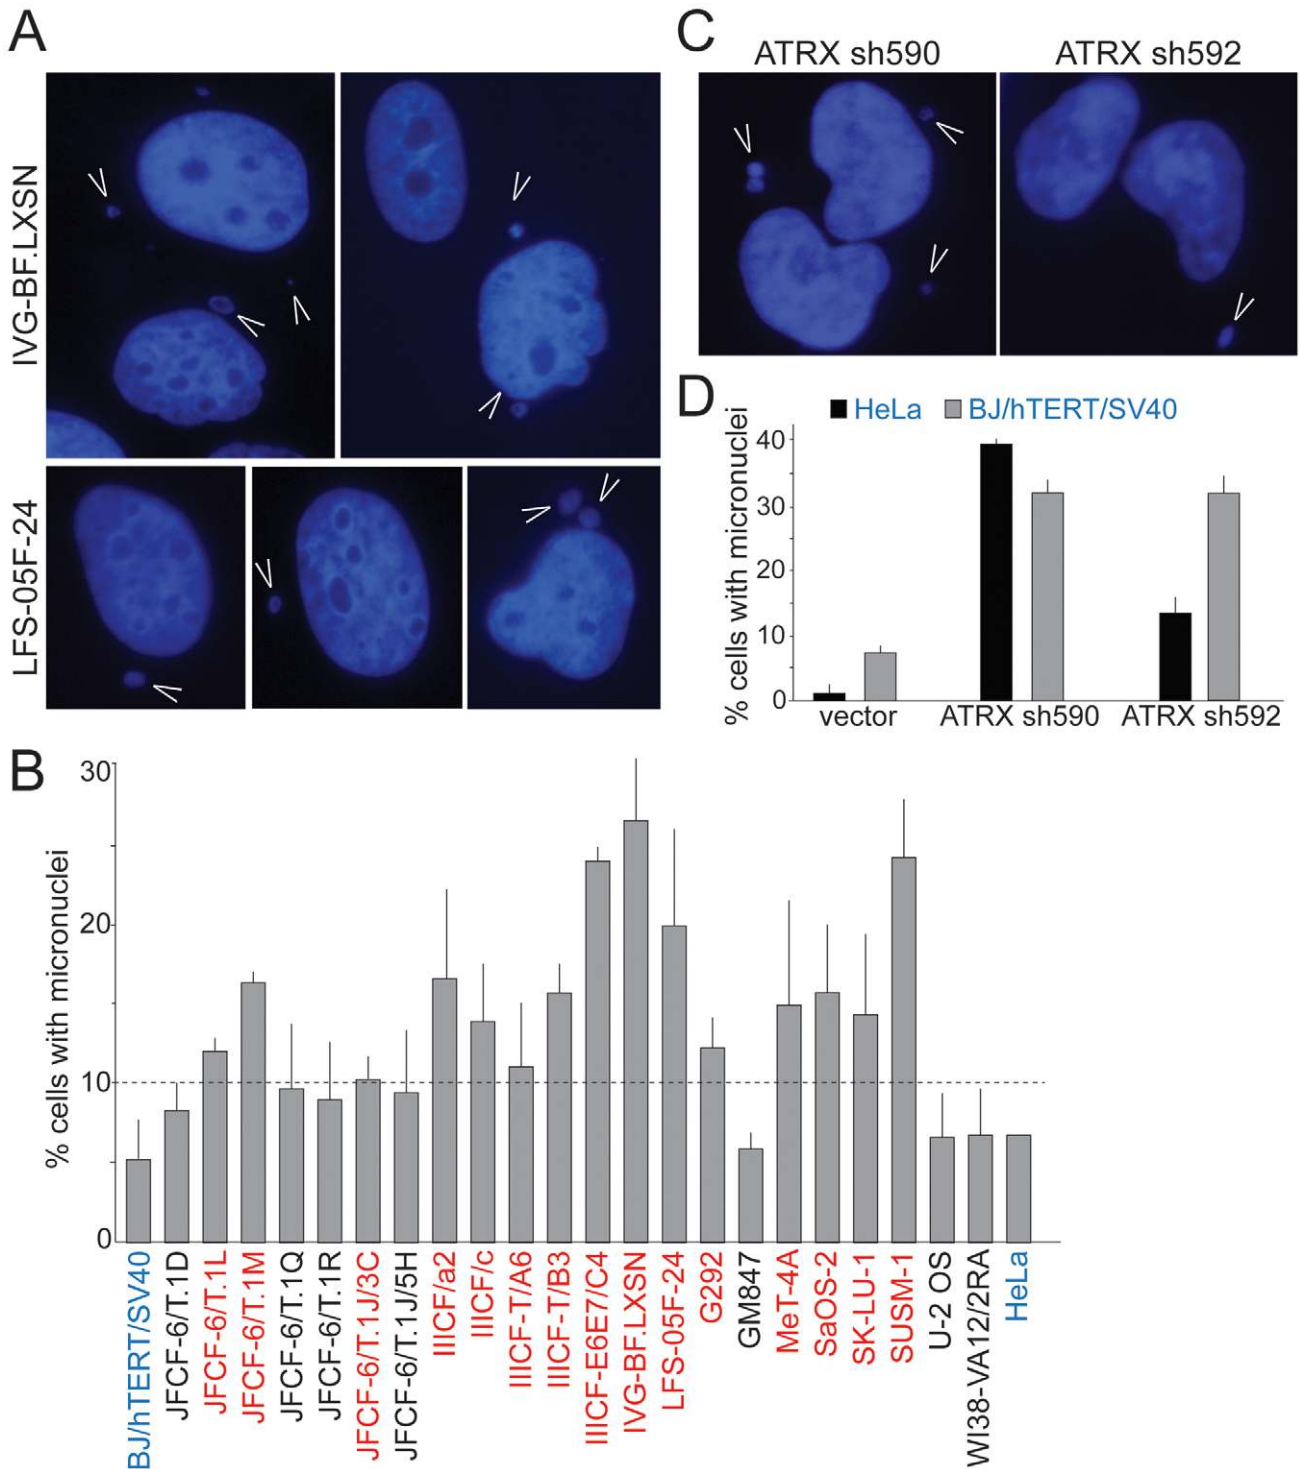 A
IVG-BF.LXSN
LFS-05F-24
C
ATRX sh590
ATRX sh592
D
HeLa
BJ/hTERT/SV40
% cells with micronuclei
40
30
20
10
0
vector
ATRX sh590
ATRX sh592
B
% cells with micronuclei
30
20
10
0
BJ/hTERT/SV40
JFCF-6/T.1D
JFCF-6/T.1L
JFCF-6/T.1M
JFCF-6/T.1Q
JFCF-6/T.1R
JFCF-6/T.1J/3C
JFCF-6/T.1J/5H
IIICF/a2
IIICF/c
IIICF-T/A6
IIICF-T/B3
IIICF-E6E7/C4
IVG-BF.LXSN
LFS-05F-24
G292
GM847
MeT-4A
SaOS-2
SK-LU-1
SUSM-1
U-2 OS
WI38-VA12/2RA
HeLa